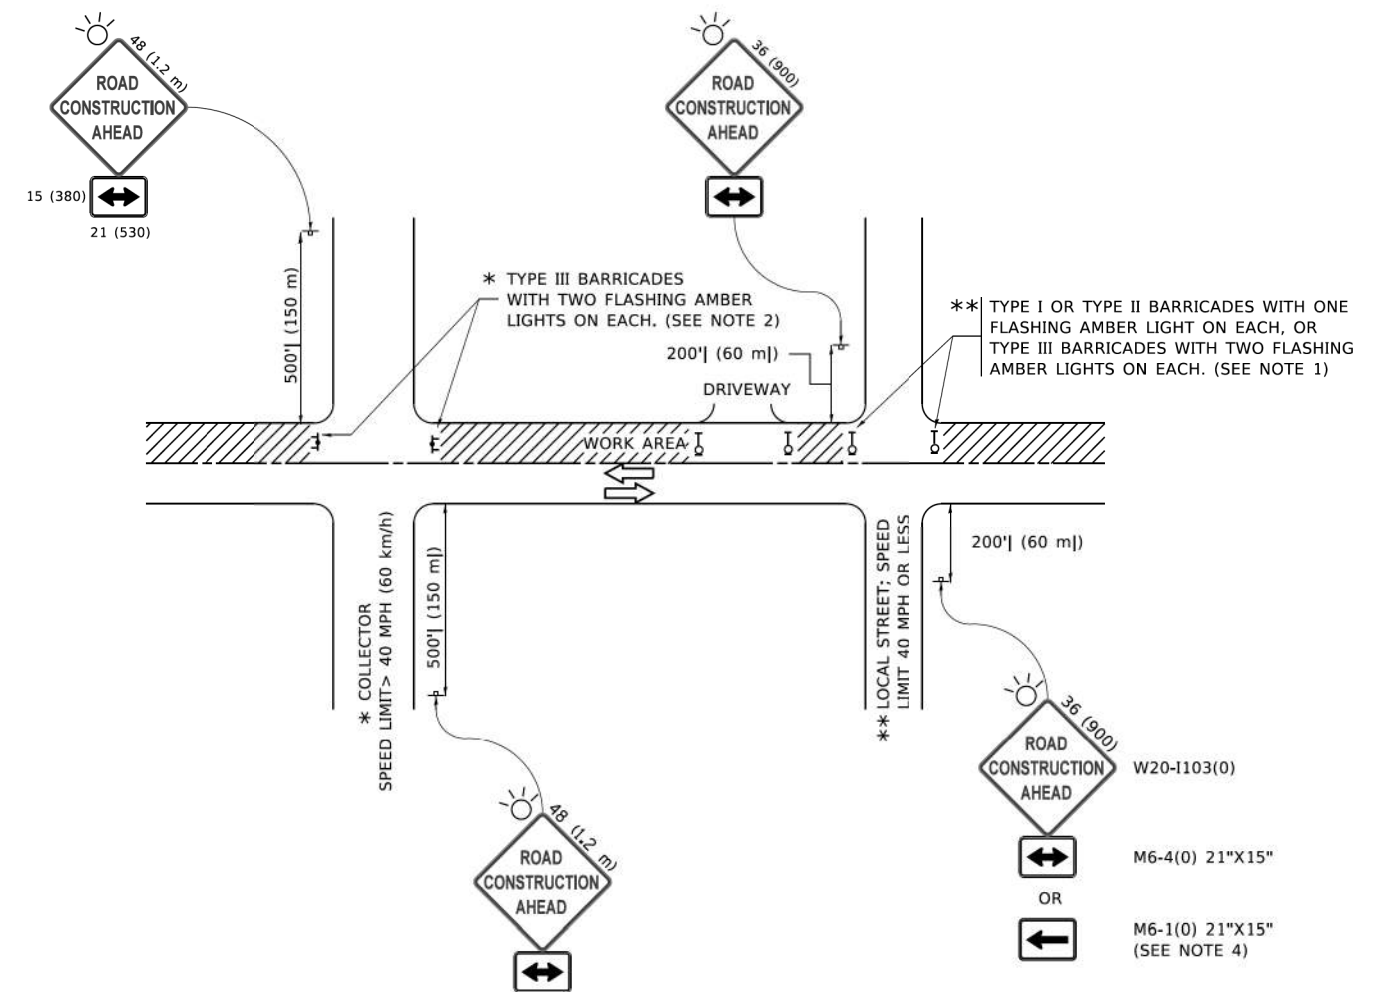 48 (1.2 m)
ROAD
CONSTRUCTION
AHEAD
15 (380)
21 (530)
36 (900)
ROAD
CONSTRUCTION
AHEAD
500'| (150 m)
* TYPE III BARRICADES
WITH TWO FLASHING AMBER
LIGHTS ON EACH. (SEE NOTE 2)
200'| (60 m|)
DRIVEWAY
** TYPE I OR TYPE II BARRICADES WITH ONE
FLASHING AMBER LIGHT ON EACH, OR
TYPE III BARRICADES WITH TWO FLASHING
AMBER LIGHTS ON EACH. (SEE NOTE 1)
WORK AREA
* COLLECTOR
SPEED LIMIT> 40 MPH (60 km/h)
500'| (150 m|)
** LOCAL STREET; SPEED
LIMIT 40 MPH OR LESS
200'| (60 m|)
48 (1.2 m)
ROAD
CONSTRUCTION
AHEAD
36 (900)
ROAD
CONSTRUCTION
AHEAD
W20-I103(0)
M6-4(0) 21"X15"
OR
M6-1(0) 21"X15"
(SEE NOTE 4)